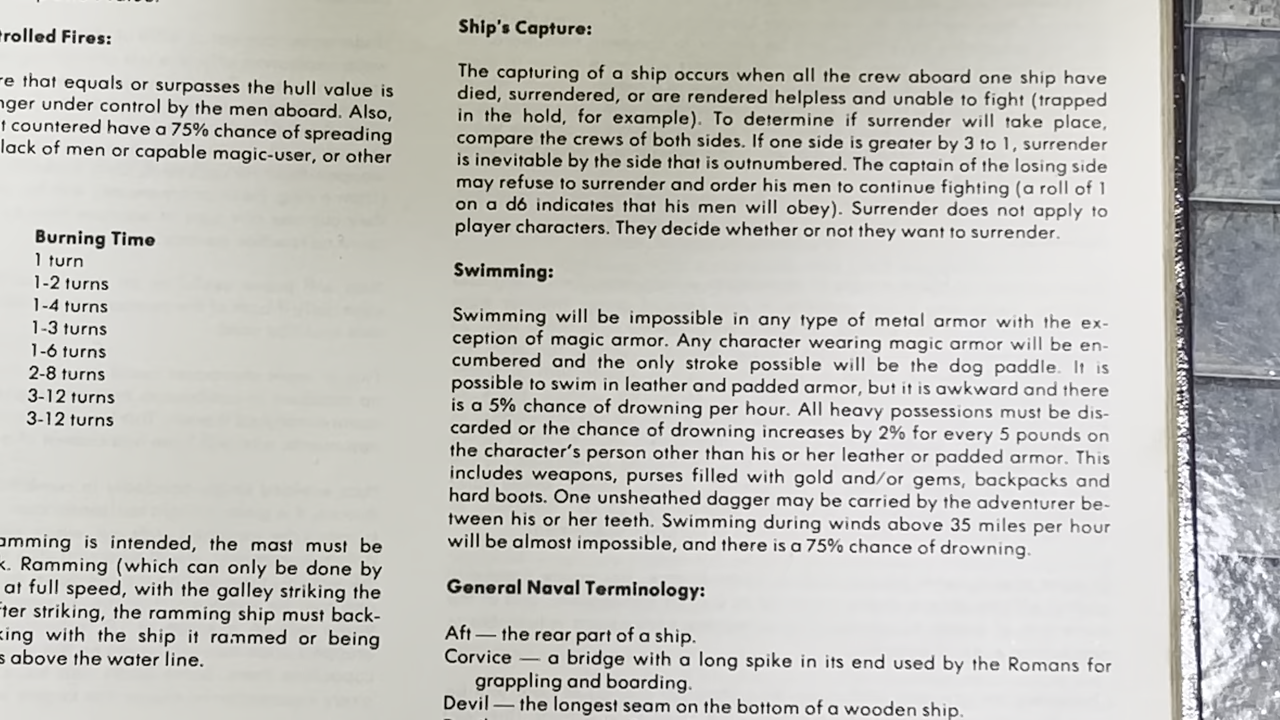 trolled Fires:
re that equals or surpasses the hull value is
nger under control by the men aboard. Also,
t countered have a 75% chance of spreading
lack of men or capable magic-user, or other
Burning Time
1 turn
1-2 turns
1-4 turns
1-3 turns
1-6 turns
2-8 turns
3-12 turns
3-12 turns
amming is intended, the mast must be
k. Ramming (which can only be done by
at full speed, with the galley striking the
fter striking, the ramming ship must back-
king with the ship it rammed or being
s above the water line.
Ship's Capture:
The capturing of a ship occurs when all the crew aboard one ship have
died, surrendered, or are rendered helpless and unable to fight (trapped
in the hold, for example). To determine if surrender will take place,
compare the crews of both sides. If one side is greater by 3 to 1, surrender
is inevitable by the side that is outnumbered. The captain of the losing side
may refuse to surrender and order his men to continue fighting (a roll of 1
on a d6 indicates that his men will obey). Surrender does not apply to
player characters. They decide whether or not they want to surrender.
Swimming:
Swimming will be impossible in any type of metal armor with the ex-
ception of magic armor. Any character wearing magic armor will be en-
cumbered and the only stroke possible will be the dog paddle. It is
possible to swim in leather and padded armor, but it is awkward and there
is a 5% chance of drowning per hour. All heavy possessions must be dis-
carded or the chance of drowning increases by 2% for every 5 pounds on
the character's person other than his or her leather or padded armor. This
includes weapons, purses filled with gold and/or gems, backpacks and
hard boots. One unsheathed dagger may be carried by the adventurer be-
tween his or her teeth. Swimming during winds above 35 miles per hour
will be almost impossible, and there is a 75% chance of drowning.
General Naval Terminology:
Aft — the rear part of a ship.
Corvice — a bridge with a long spike in its end used by the Romans for
grappling and boarding.
Devil — the longest seam on the bottom of a wooden ship.